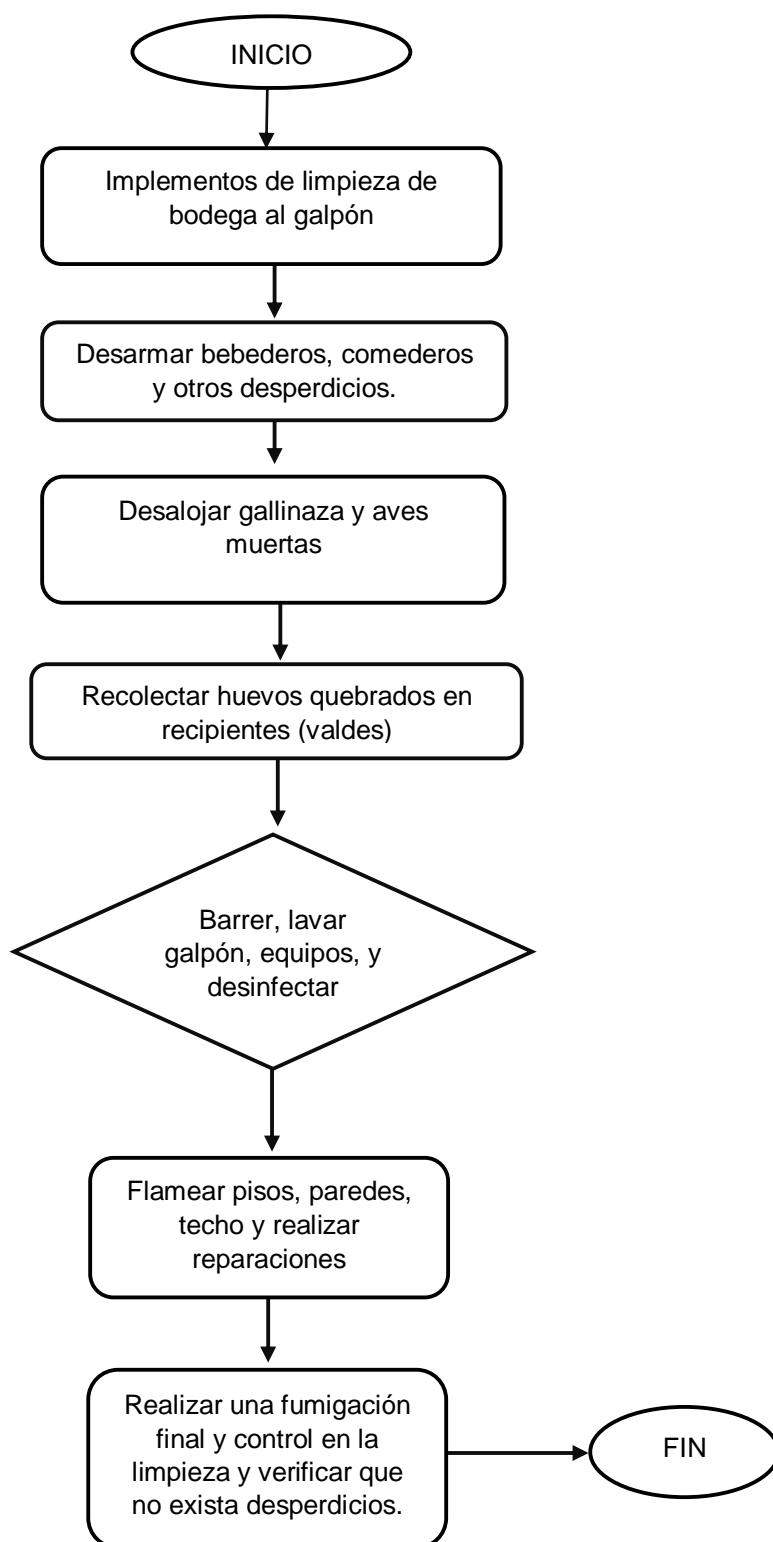 INICIO
Implementos de limpieza de
bodega al galpón
Desarmar bebederos, comederos
y otros desperdicios.
Desalojar gallinaza y aves
muertas
Recolectar huevos quebrados en
recipientes (valdes)
Barrer, lavar
galpón, equipos, y
desinfectar
Flamear pisos, paredes,
techo y realizar
reparaciones
Realizar una fumigación
final y control en la
limpieza y verificar que
no exista desperdicios.
FIN